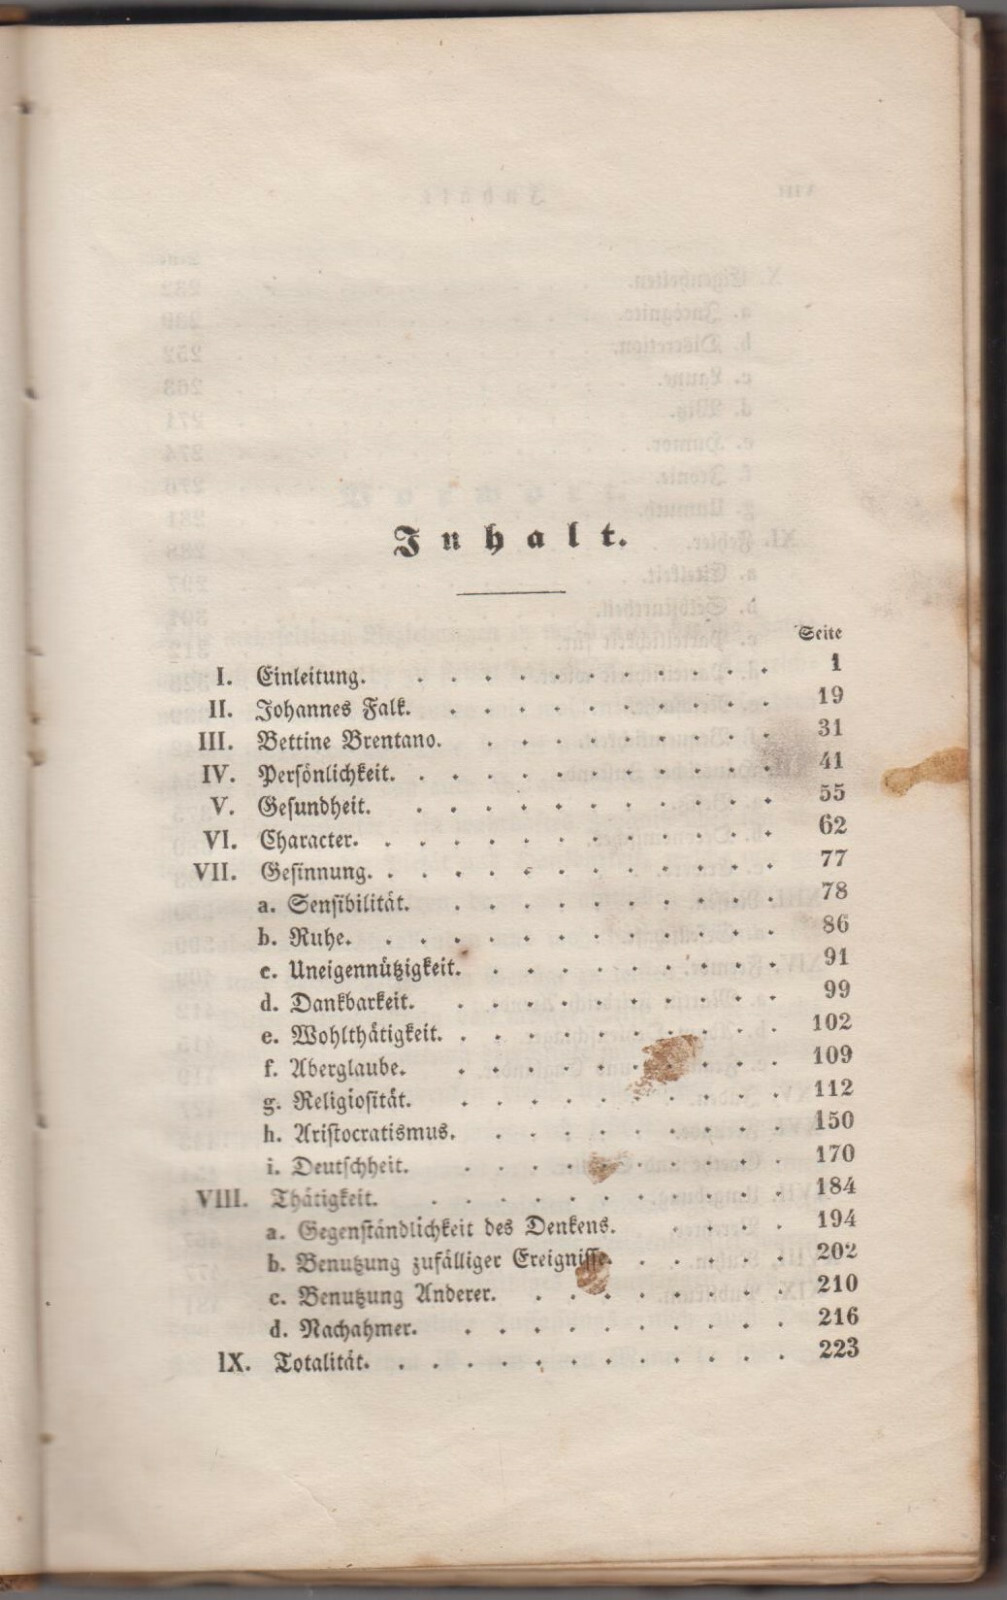 Inhalt.
Seite
I. Einleitung. . . . . . . . . . . 1
II. Johannes Falk. . . . . . . . . . 19
III. Bettine Brentano. . . . . . . . . 31
IV. Persönlichkeit. . . . . . . . . . . 41
V. Gesundheit. . . . . . . . . . . 55
VI. Character. . . . . . . . . . . . 62
VII. Gesinnung. . . . . . . . . . . . 77
a. Sensibilität. . . . . . . . . . 78
b. Ruhe. . . . . . . . . . . . 86
c. Uneigennützigkeit. . . . . . . . . 91
d. Dankbarkeit. . . . . . . . . . 99
e. Wohlthätigkeit. . . . . . . . . . 102
f. Aberglaube. . . . . . . . . . 109
g. Religiosität. . . . . . . . . . 112
h. Aristocratismus. . . . . . . . . 150
i. Deutschheit. . . . . . . . . . 170
VIII. Thätigkeit. . . . . . . . . . . 184
a. Gegenständlichkeit des Denkens. . . . . 194
b. Benutzung zufälliger Ereignisse. . . . . . 202
c. Benutzung Anderer. . . . . . . . 210
d. Nachahmer. . . . . . . . . . 216
IX. Totalität. . . . . . . . . . . . 223